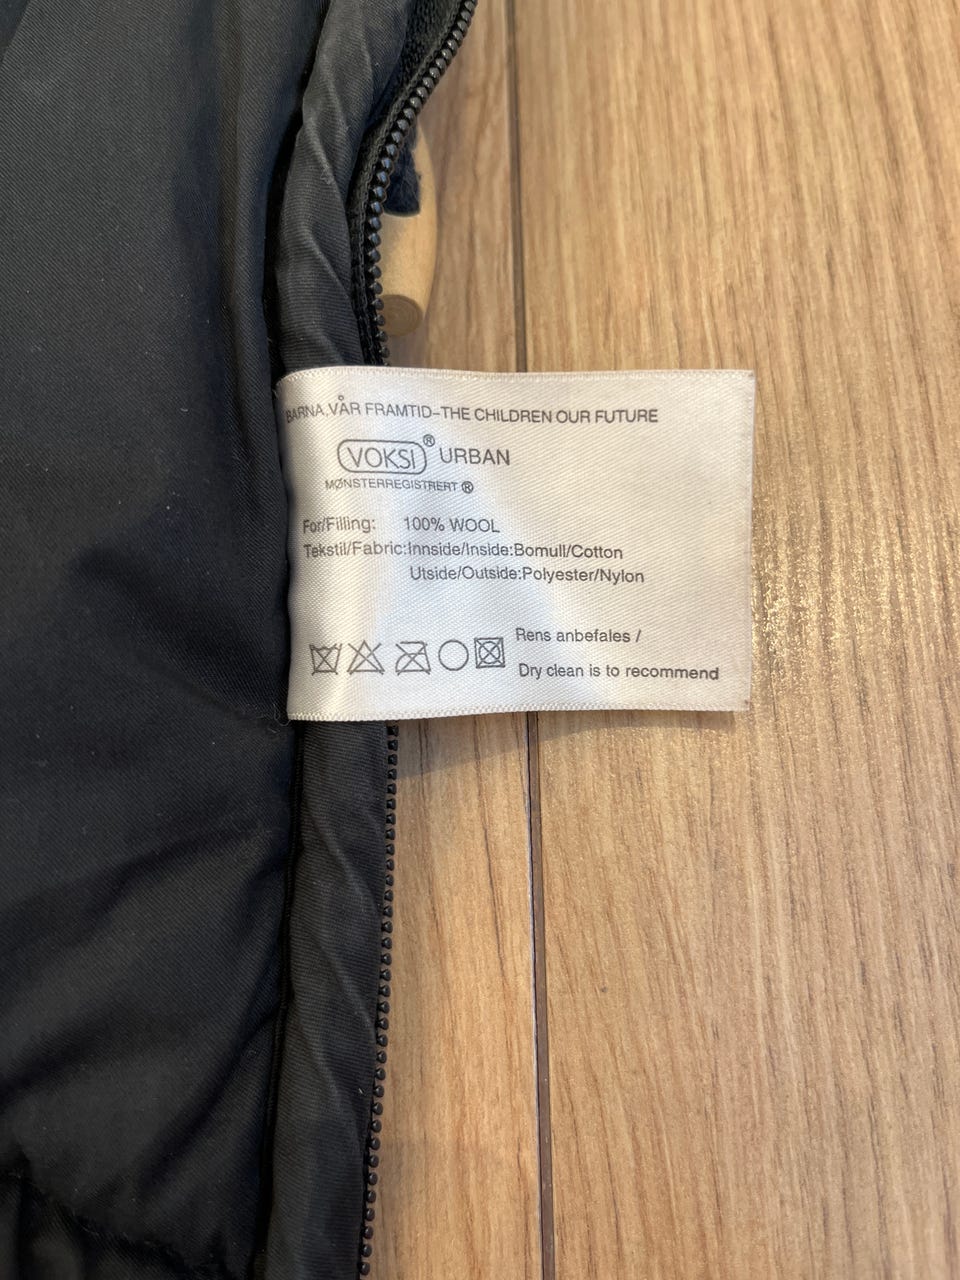 BARNA,VÅR FRAMTID-THE CHILDREN OUR FUTURE
VOKSI® URBAN
MØNSTERREGISTRERT ®
For/Filling: 100% WOOL
Tekstil/Fabric:Innside/Inside:Bomull/Cotton
Utside/Outside:Polyester/Nylon
Rens anbefales /
Dry clean is to recommend